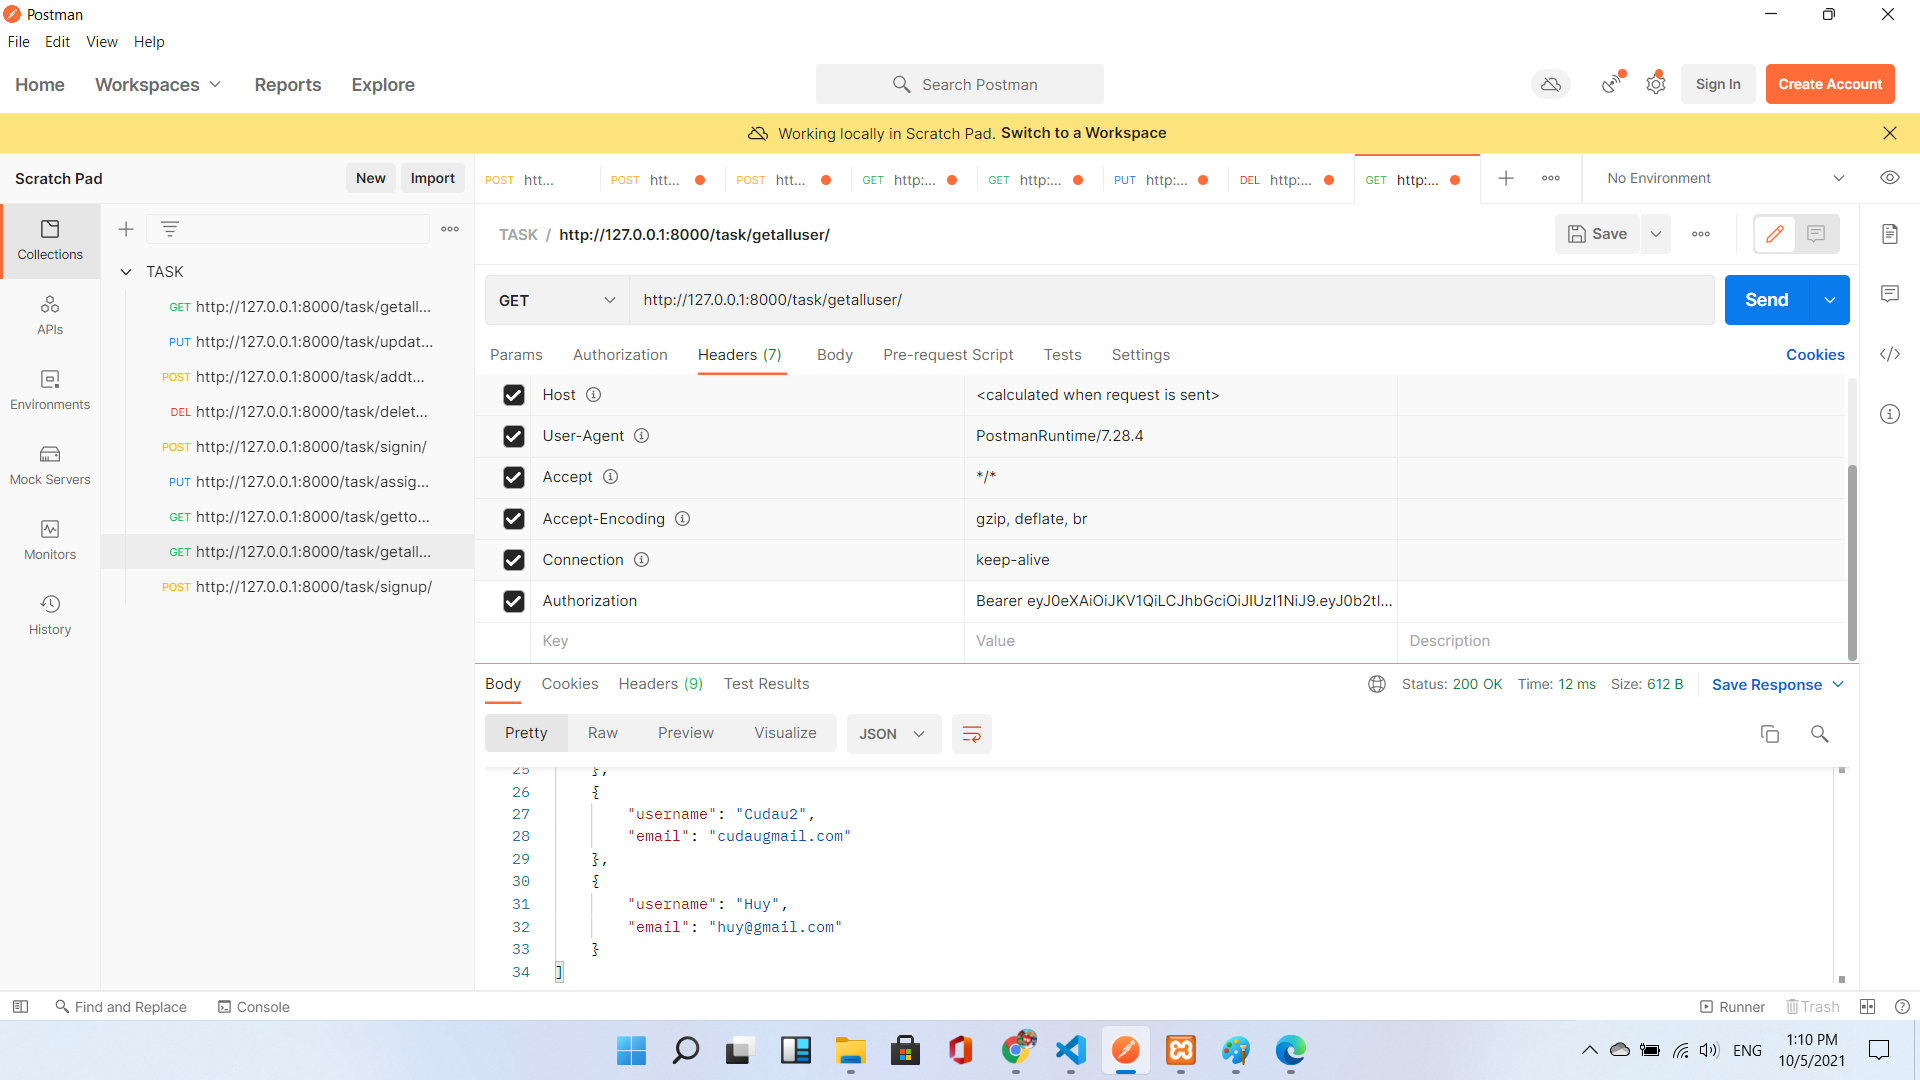 Postman
File Edit View Help
Home Workspaces Reports Explore
Search Postman
Sign In
Create Account
Working locally in Scratch Pad. Switch to a Workspace
Scratch Pad
New
Import
POST htt...
POST htt...
POST htt...
GET http:...
GET http:...
PUT http:...
DEL http:...
GET http:...
No Environment
Collections
APIs
Environments
Mock Servers
Monitors
History
TASK
GET http://127.0.0.1:8000/task/getall...
PUT http://127.0.0.1:8000/task/updat...
POST http://127.0.0.1:8000/task/addt...
DEL http://127.0.0.1:8000/task/delet...
POST http://127.0.0.1:8000/task/signin/
PUT http://127.0.0.1:8000/task/assig...
GET http://127.0.0.1:8000/task/getto...
GET http://127.0.0.1:8000/task/getall...
POST http://127.0.0.1:8000/task/signup/
TASK / http://127.0.0.1:8000/task/getalluser/
Save
GET http://127.0.0.1:8000/task/getalluser/
Send
Params Authorization Headers (7) Body Pre-request Script Tests Settings
Cookies
Host <calculated when request is sent>
User-Agent PostmanRuntime/7.28.4
Accept */*
Accept-Encoding gzip, deflate, br
Connection keep-alive
Authorization Bearer eyJ0eXAiOiJKV1QiLCJhbGciOiJIUzI1NiJ9.eyJ0b2tl...
Key Value Description
Body Cookies Headers (9) Test Results
Status: 200 OK Time: 12 ms Size: 612 B Save Response
Pretty Raw Preview Visualize JSON
25 },
26 {
27 "username": "Cudau2",
28 "email": "cudaugmail.com"
29 },
30 {
31 "username": "Huy",
32 "email": "huy@gmail.com"
33 }
34 ]
Find and Replace Console
Runner Trash
ENG
1:10 PM
10/5/2021